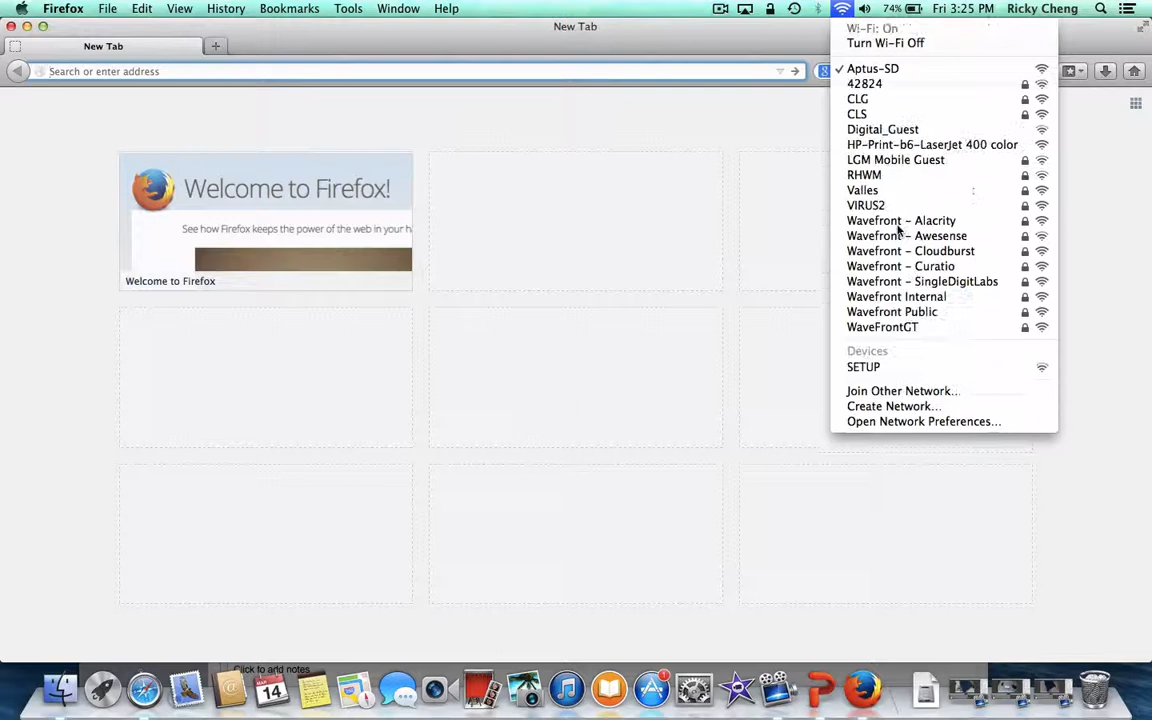 Firefox File Edit View History Bookmarks Tools Window Help 74% Fri 3:25 PM Ricky Cheng
New Tab
New Tab
Search or enter address
Welcome to Firefox!
See how Firefox keeps the power of the web in your h
Welcome to Firefox
Wi-Fi: On
Turn Wi-Fi Off
Aptus-SD
42824
CLG
CLS
Digital_Guest
HP-Print-b6-LaserJet 400 color
LGM Mobile Guest
RHWM
Valles
VIRUS2
Wavefront - Alacrity
Wavefront - Awesense
Wavefront - Cloudburst
Wavefront - Curatio
Wavefront - SingleDigitLabs
Wavefront Internal
Wavefront Public
WaveFrontGT
Devices
SETUP
Join Other Network...
Create Network...
Open Network Preferences...
Click to add notes
MAR
14
1